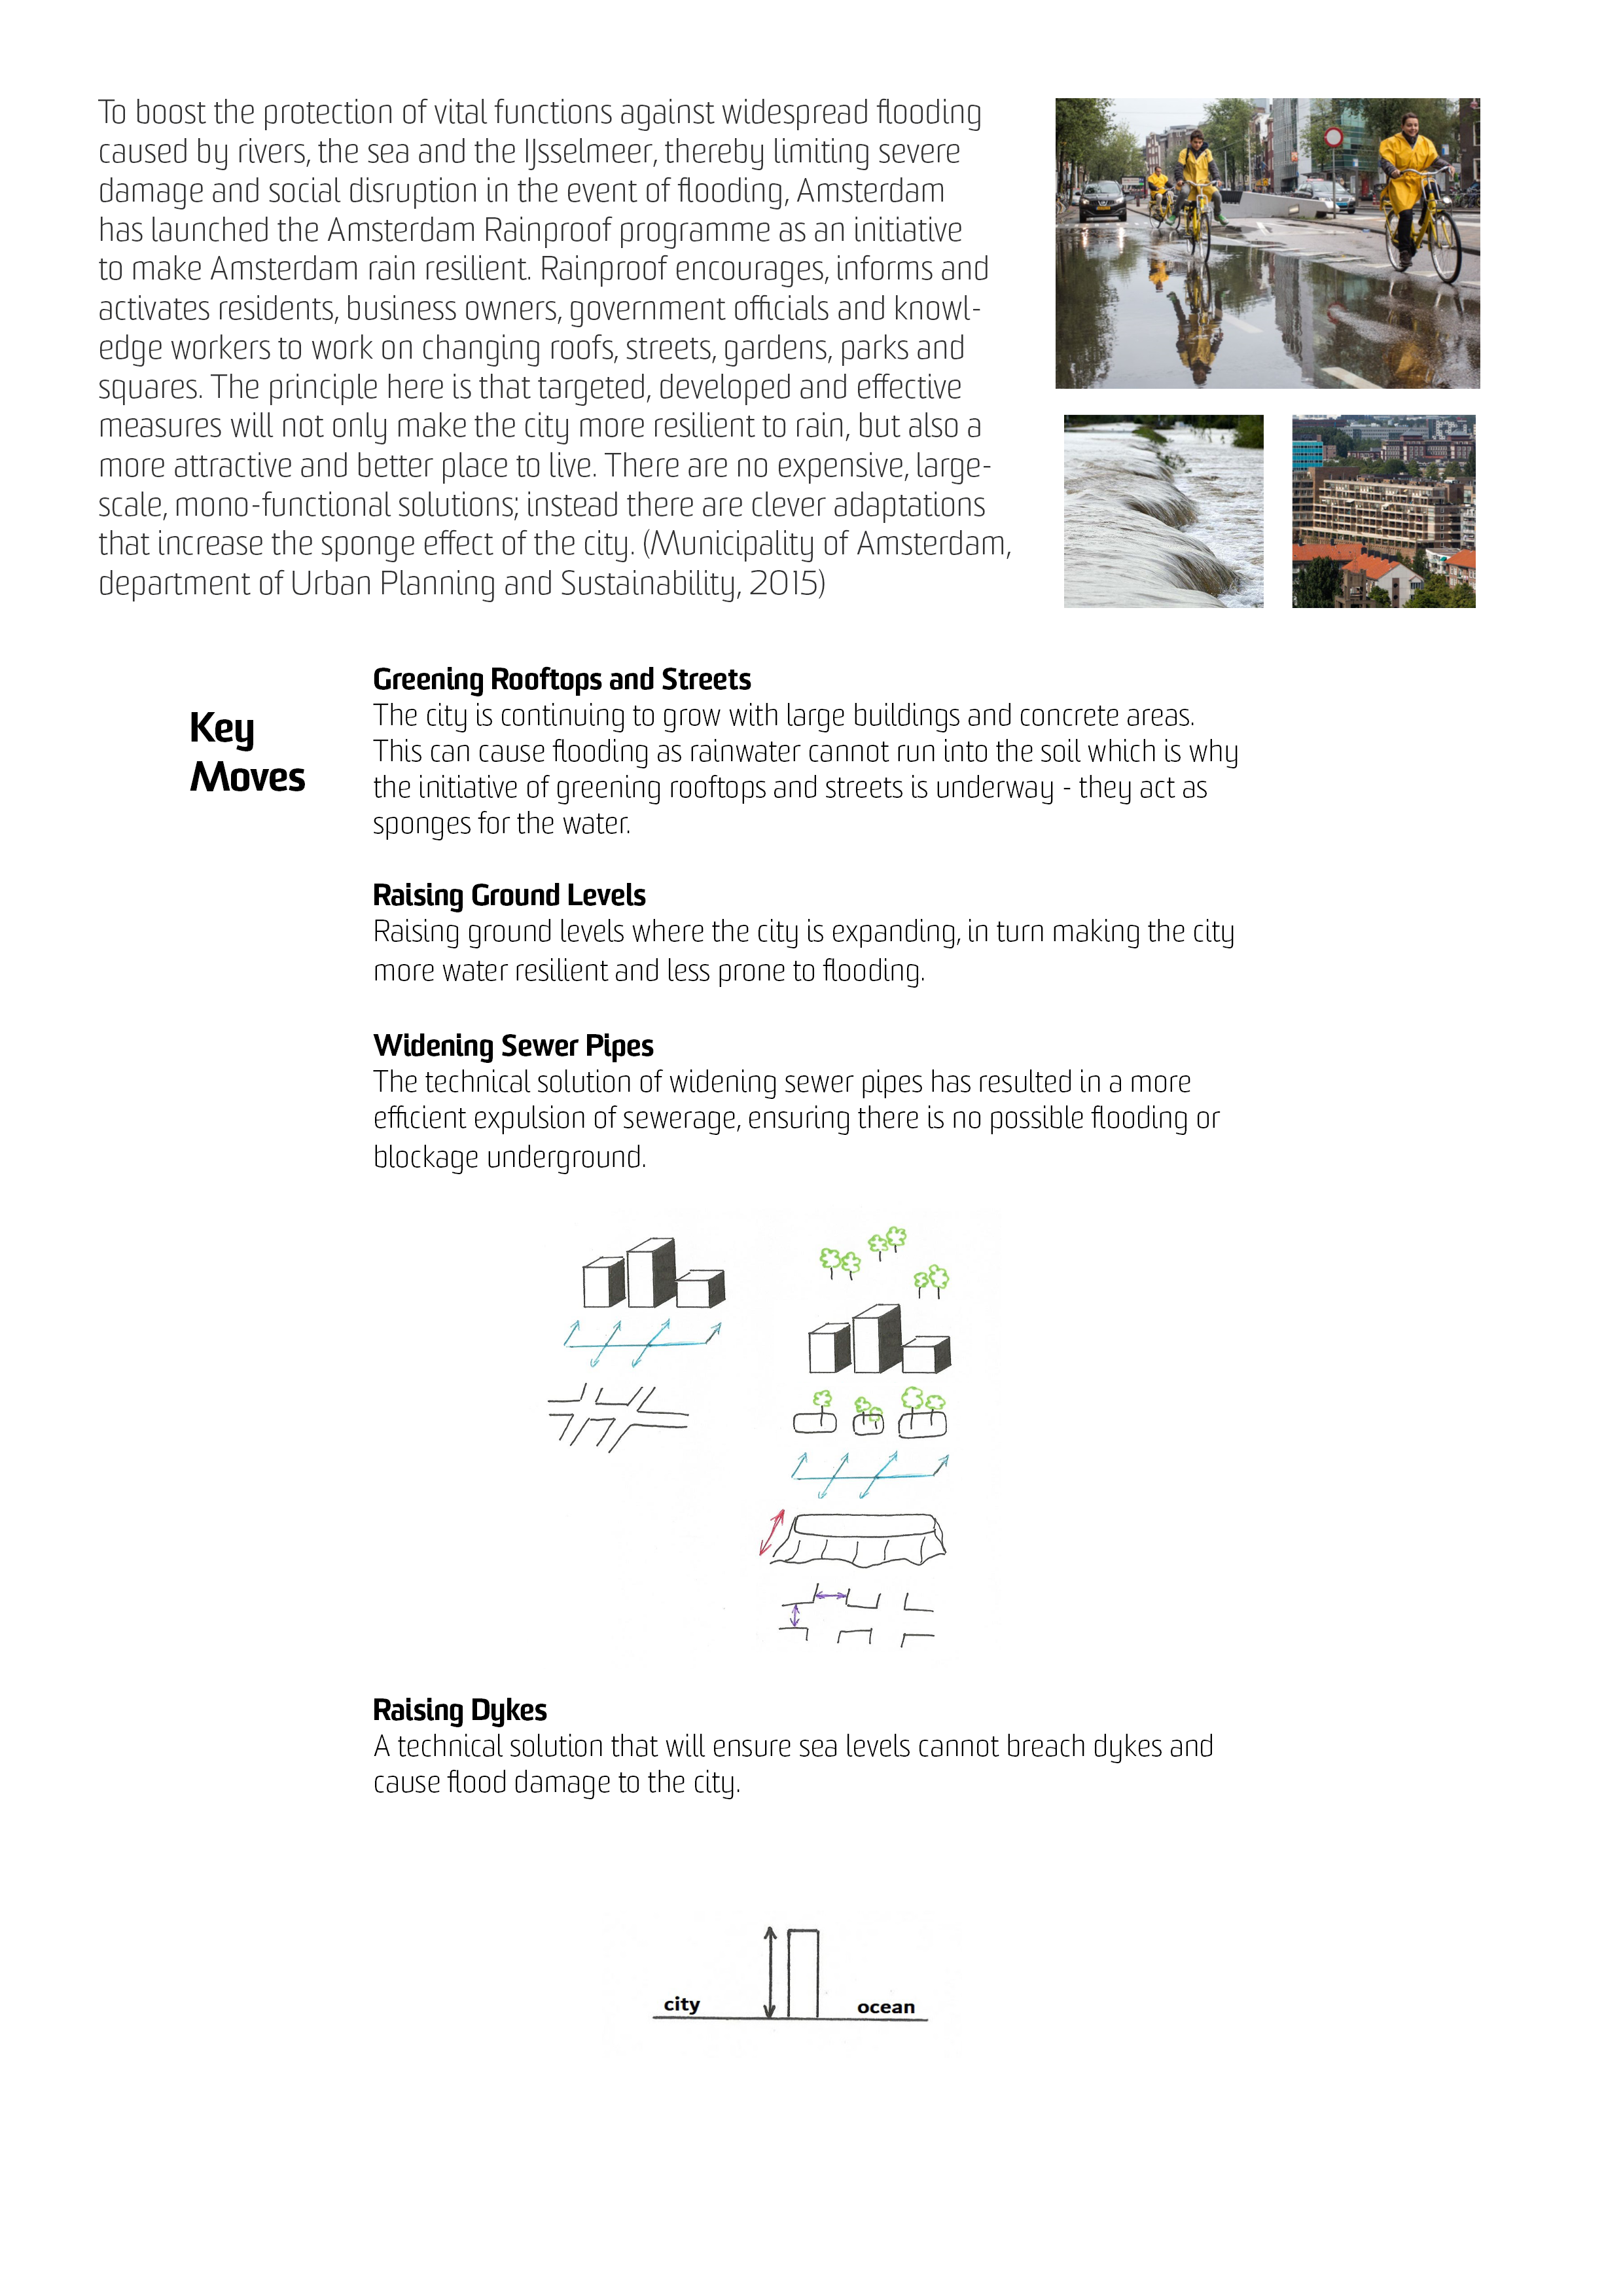 To boost the protection of vital functions against widespread flooding
caused by rivers, the sea and the IJsselmeer, thereby limiting severe
damage and social disruption in the event of flooding, Amsterdam
has launched the Amsterdam Rainproof programme as an initiative
to make Amsterdam rain resilient. Rainproof encourages, informs and
activates residents, business owners, government officials and knowl-
edge workers to work on changing roofs, streets, gardens, parks and
squares. The principle here is that targeted, developed and effective
measures will not only make the city more resilient to rain, but also a
more attractive and better place to live. There are no expensive, large-
scale, mono-functional solutions; instead there are clever adaptations
that increase the sponge effect of the city. (Municipality of Amsterdam,
department of Urban Planning and Sustainability, 2015)
Key
Moves
Greening Rooftops and Streets
The city is continuing to grow with large buildings and concrete areas.
This can cause flooding as rainwater cannot run into the soil which is why
the initiative of greening rooftops and streets is underway - they act as
sponges for the water.
Raising Ground Levels
Raising ground levels where the city is expanding, in turn making the city
more water resilient and less prone to flooding.
Widening Sewer Pipes
The technical solution of widening sewer pipes has resulted in a more
efficient expulsion of sewerage, ensuring there is no possible flooding or
blockage underground.
Raising Dykes
A technical solution that will ensure sea levels cannot breach dykes and
cause flood damage to the city.
city
ocean